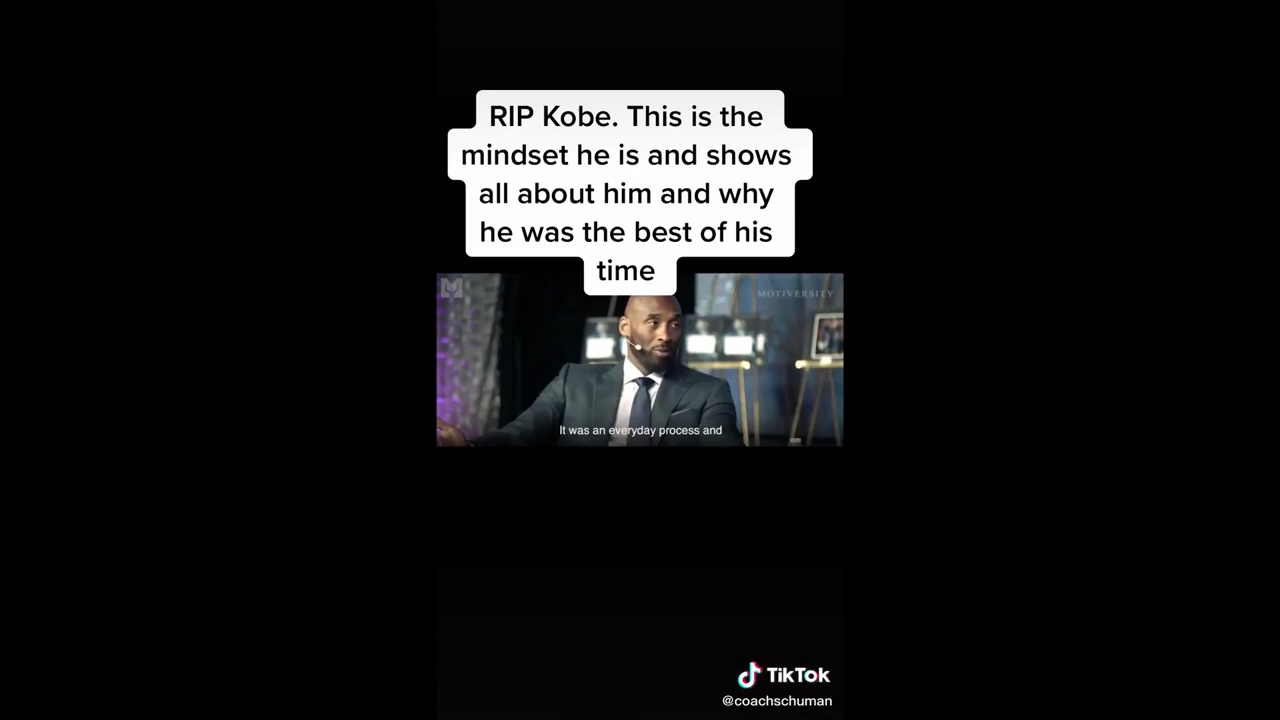 RIP Kobe. This is the
mindset he is and shows
all about him and why
he was the best of his
time
MOTIVERSITY
It was an everyday process and
TikTok
@coachschuman